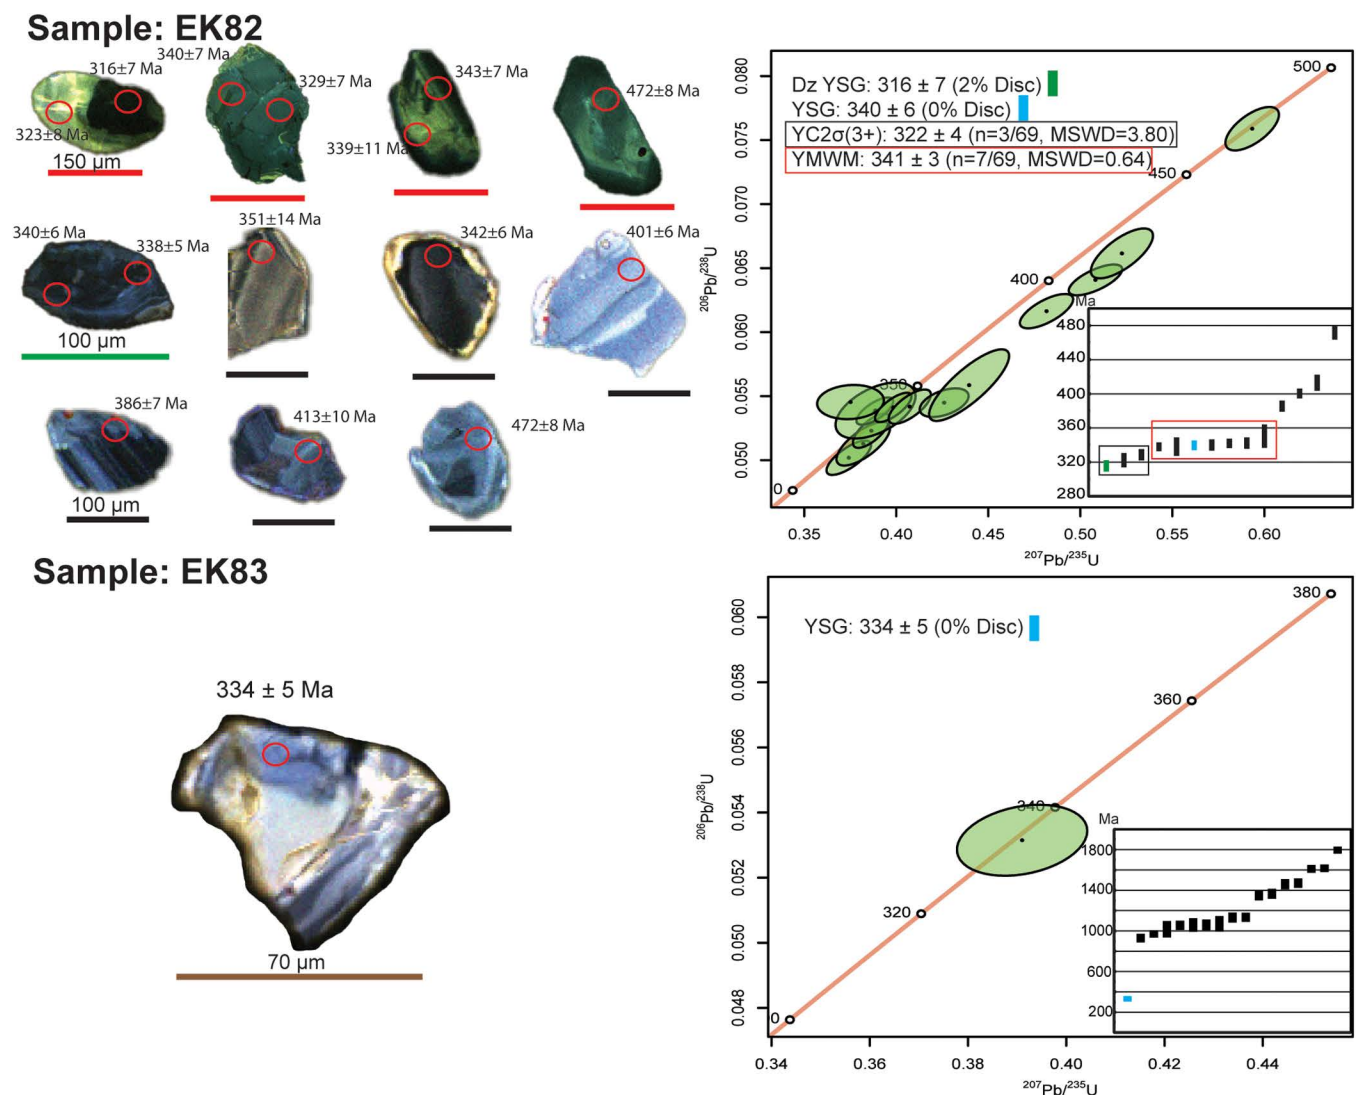 Sample: EK82
340±7 Ma
316±7 Ma
329±7 Ma
343±7 Ma
472±8 Ma
323±8 Ma
339±11 Ma
150 µm
351±14 Ma
340±6 Ma
338±5 Ma
342±6 Ma
401±6 Ma
100 µm
386±7 Ma
413±10 Ma
472±8 Ma
100 µm
Dz YSG: 316 ± 7 (2% Disc)
YSG: 340 ± 6 (0% Disc)
YC2σ(3+): 322 ± 4 (n=3/69, MSWD=3.80)
YMWM: 341 ± 3 (n=7/69, MSWD=0.64)
500
450
400
350
0
0.080
0.075
0.070
0.065
0.060
0.055
0.050
²⁰⁶Pb/²³⁸U
0.35
0.40
0.45
0.50
0.55
0.60
²⁰⁷Pb/²³⁵U
Ma
480
440
400
360
320
280
Sample: EK83
334 ± 5 Ma
70 µm
YSG: 334 ± 5 (0% Disc)
380
360
340
320
0
0.060
0.058
0.056
0.054
0.052
0.050
0.048
²⁰⁶Pb/²³⁸U
0.34
0.36
0.38
0.40
0.42
0.44
²⁰⁷Pb/²³⁵U
Ma
1800
1400
1000
600
200